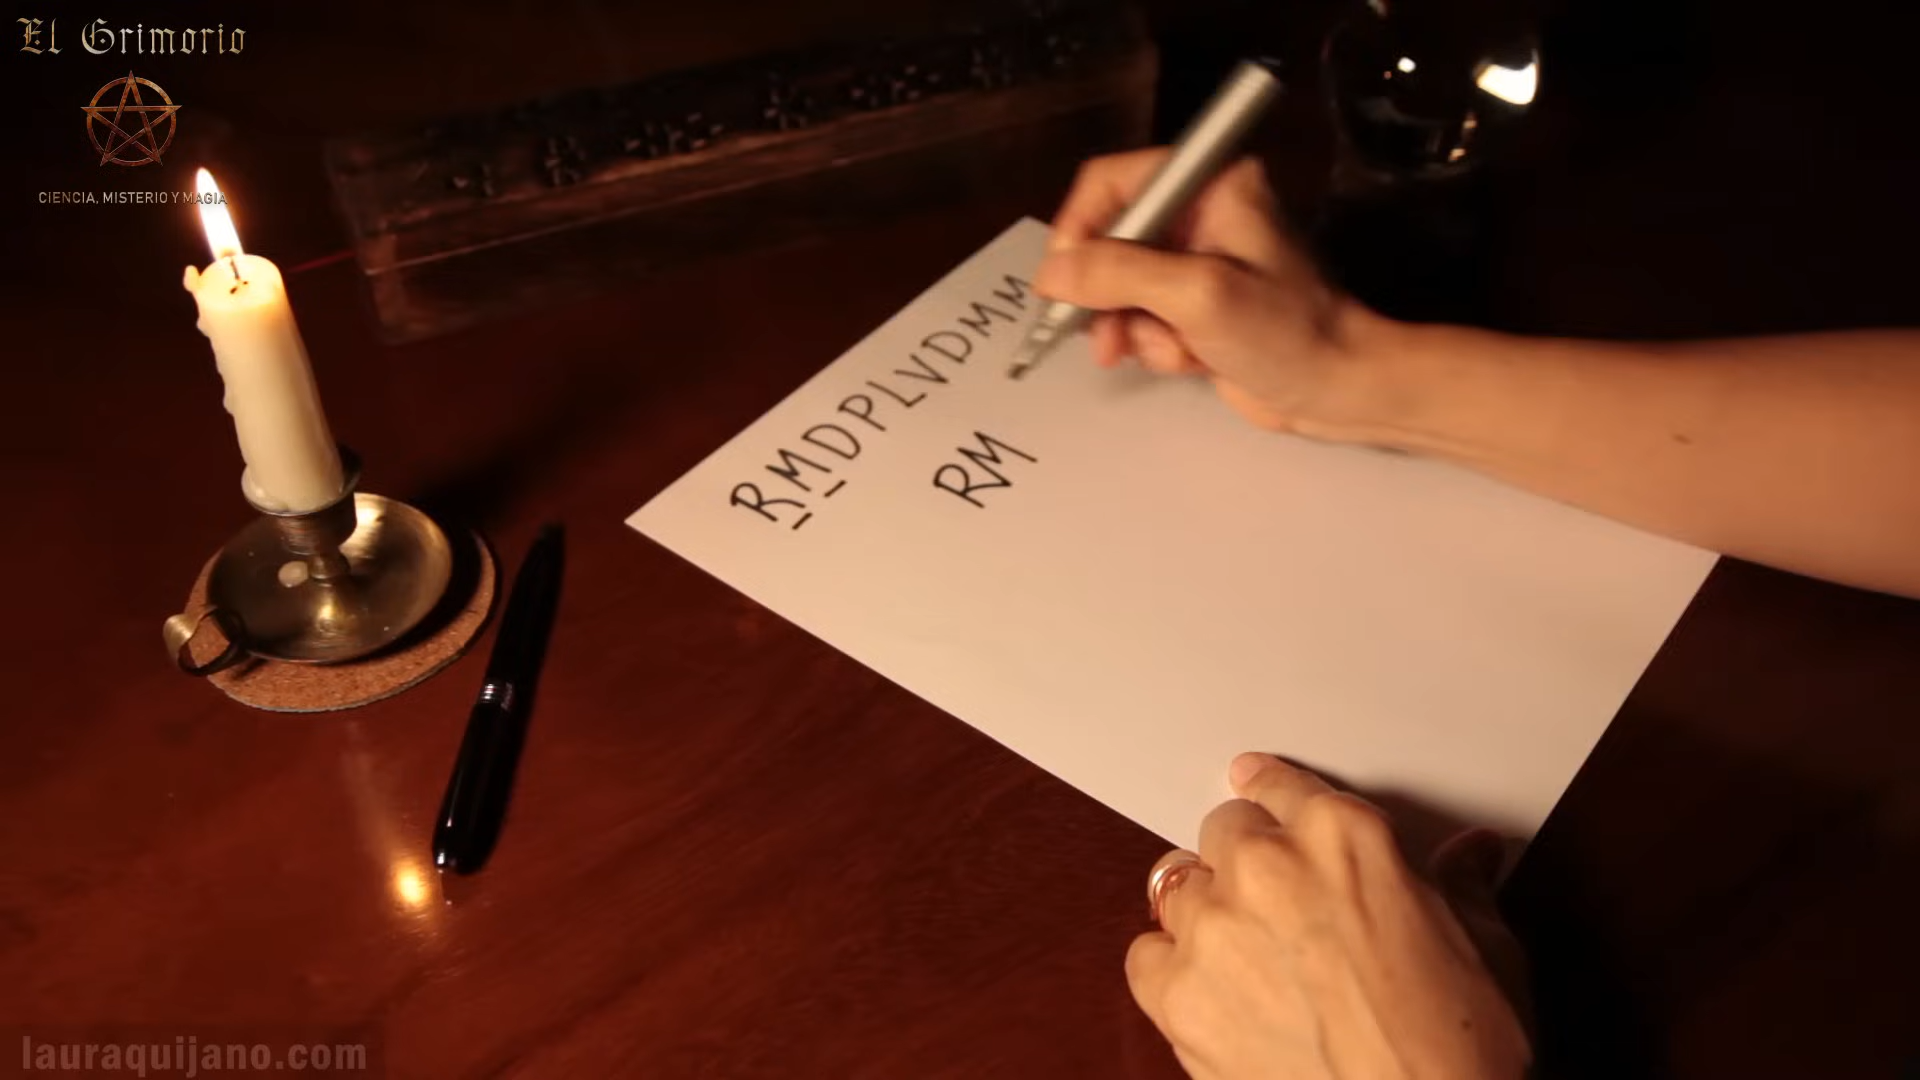 El Grimorio
CIENCIA, MISTERIO Y MAGIA
RMDPLVDMM
RM
lauraquijano.com